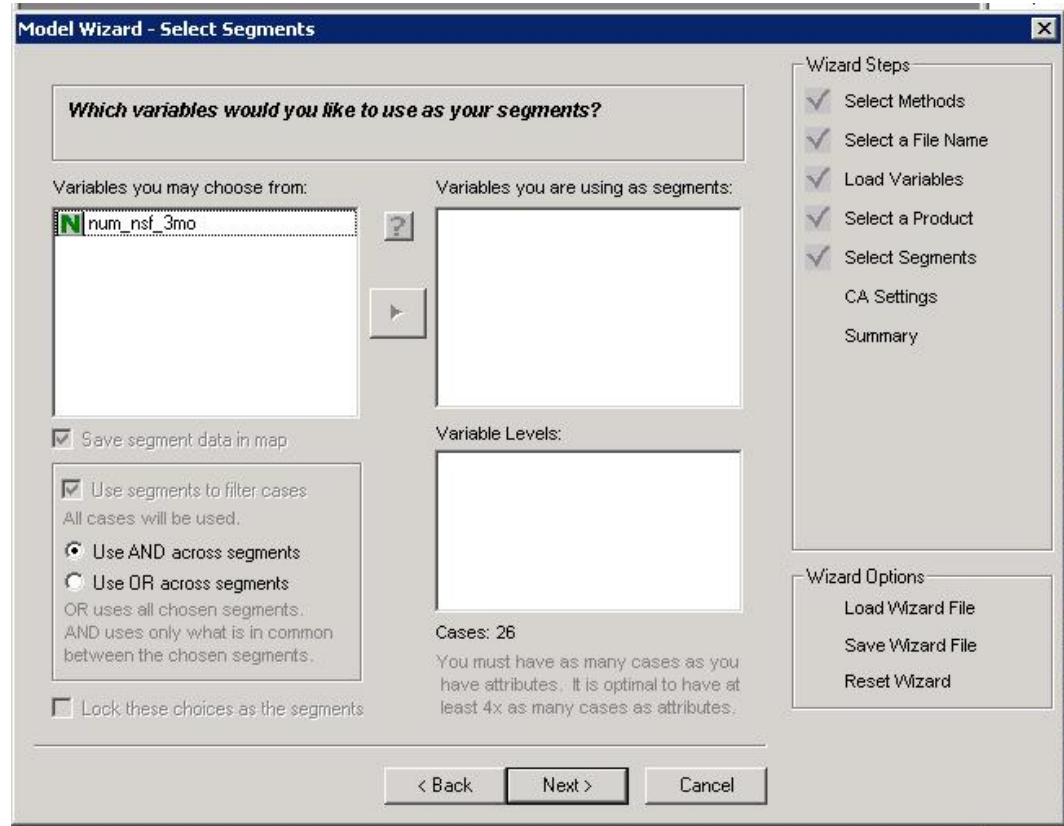 Model Wizard - Select Segments
Which variables would you like to use as your segments?
Variables you may choose from:
N num_nsf_3mo
?
Variables you are using as segments:
Save segment data in map
Use segments to filter cases
All cases will be used.
Use AND across segments
Use OR across segments
OR uses all chosen segments.
AND uses only what is in common
between the chosen segments.
Lock these choices as the segments
Variable Levels:
Cases: 26
You must have as many cases as you
have attributes. It is optimal to have at
least 4x as many cases as attributes.
< Back
Next >
Cancel
Wizard Steps
Select Methods
Select a File Name
Load Variables
Select a Product
Select Segments
CA Settings
Summary
Wizard Options
Load Wizard File
Save Wizard File
Reset Wizard